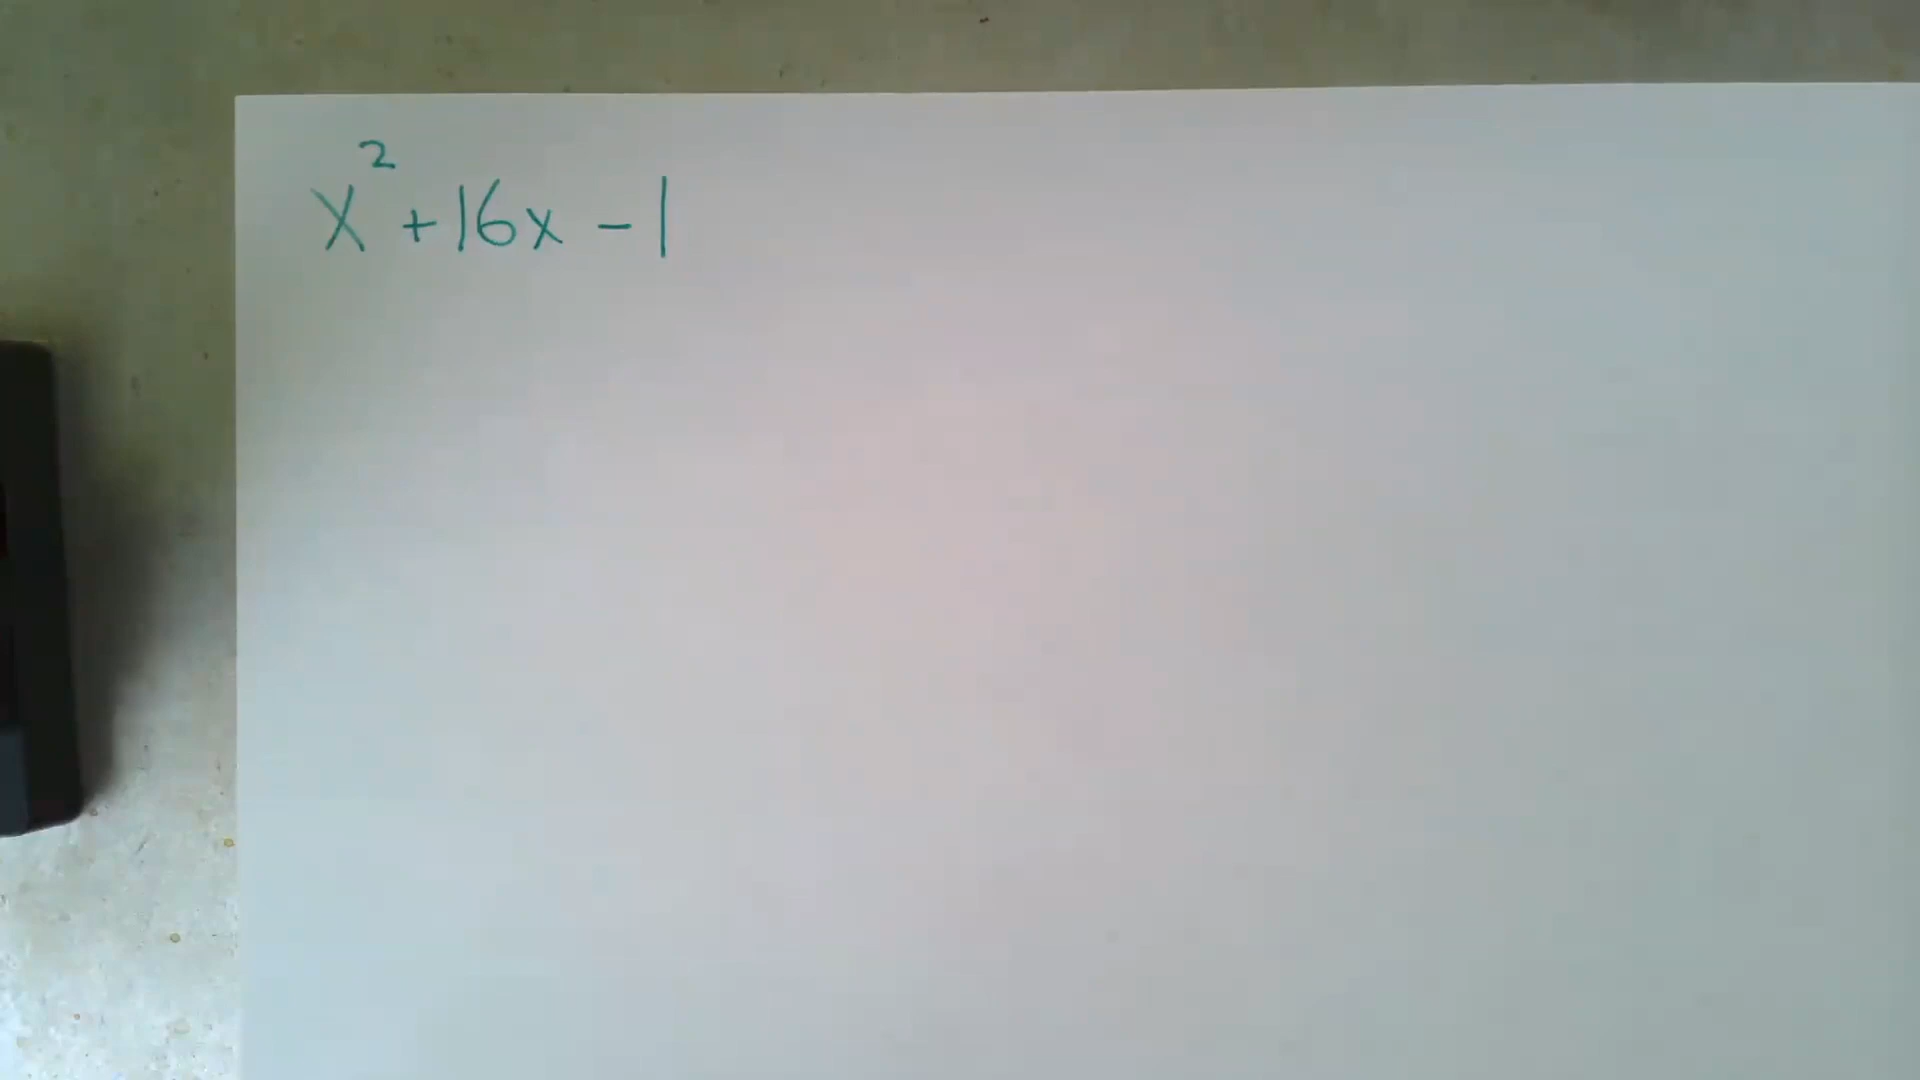 x² + 16x - 1